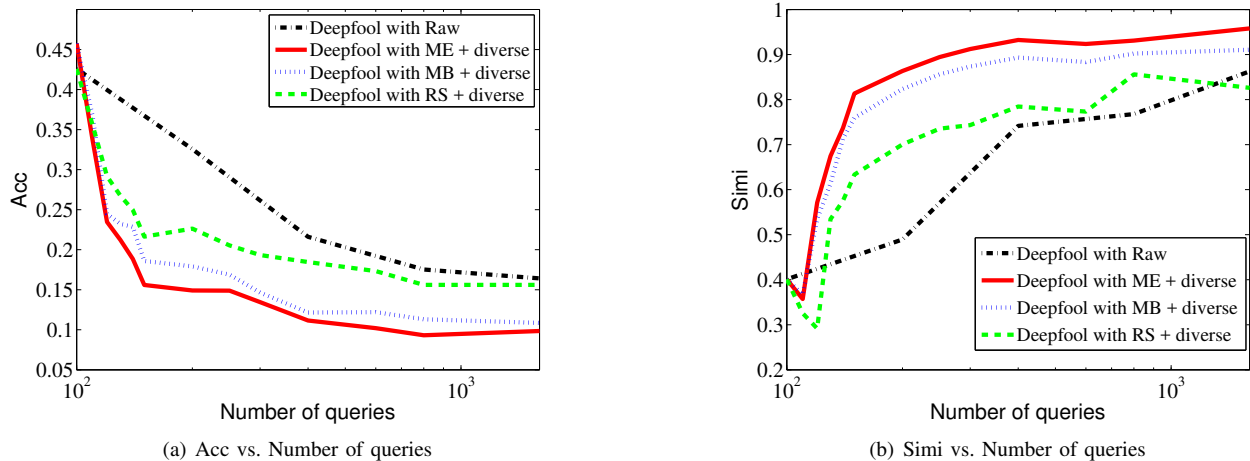 Deepfool with Raw
Deepfool with ME + diverse
Deepfool with MB + diverse
Deepfool with RS + diverse
0.45
0.4
0.35
0.3
0.25
0.2
0.15
0.1
0.05
Acc
10^2
10^3
Number of queries
(a) Acc vs. Number of queries
1
0.9
0.8
0.7
0.6
0.5
0.4
0.3
0.2
Simi
Deepfool with Raw
Deepfool with ME + diverse
Deepfool with MB + diverse
Deepfool with RS + diverse
10^2
10^3
Number of queries
(b) Simi vs. Number of queries